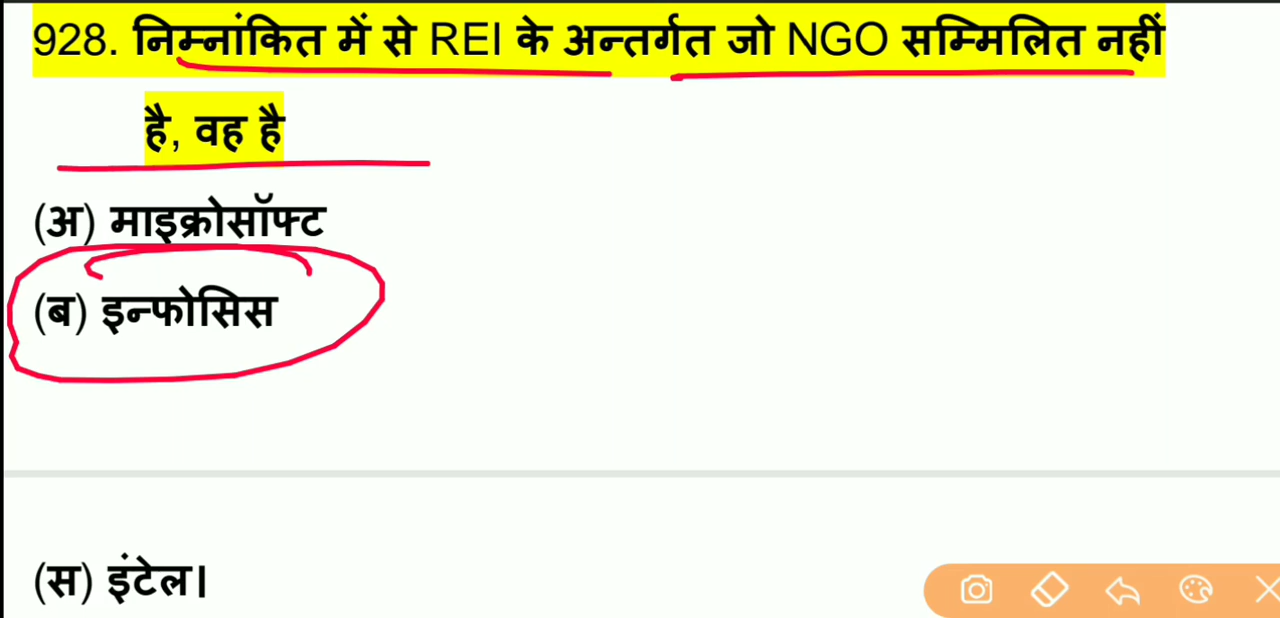 928. निम्नांकित में से REI के अन्तर्गत जो NGO सम्मिलित नहीं
है, वह है
(अ) माइक्रोसॉफ्ट
(ब) इन्फोसिस
(स) इंटेल।